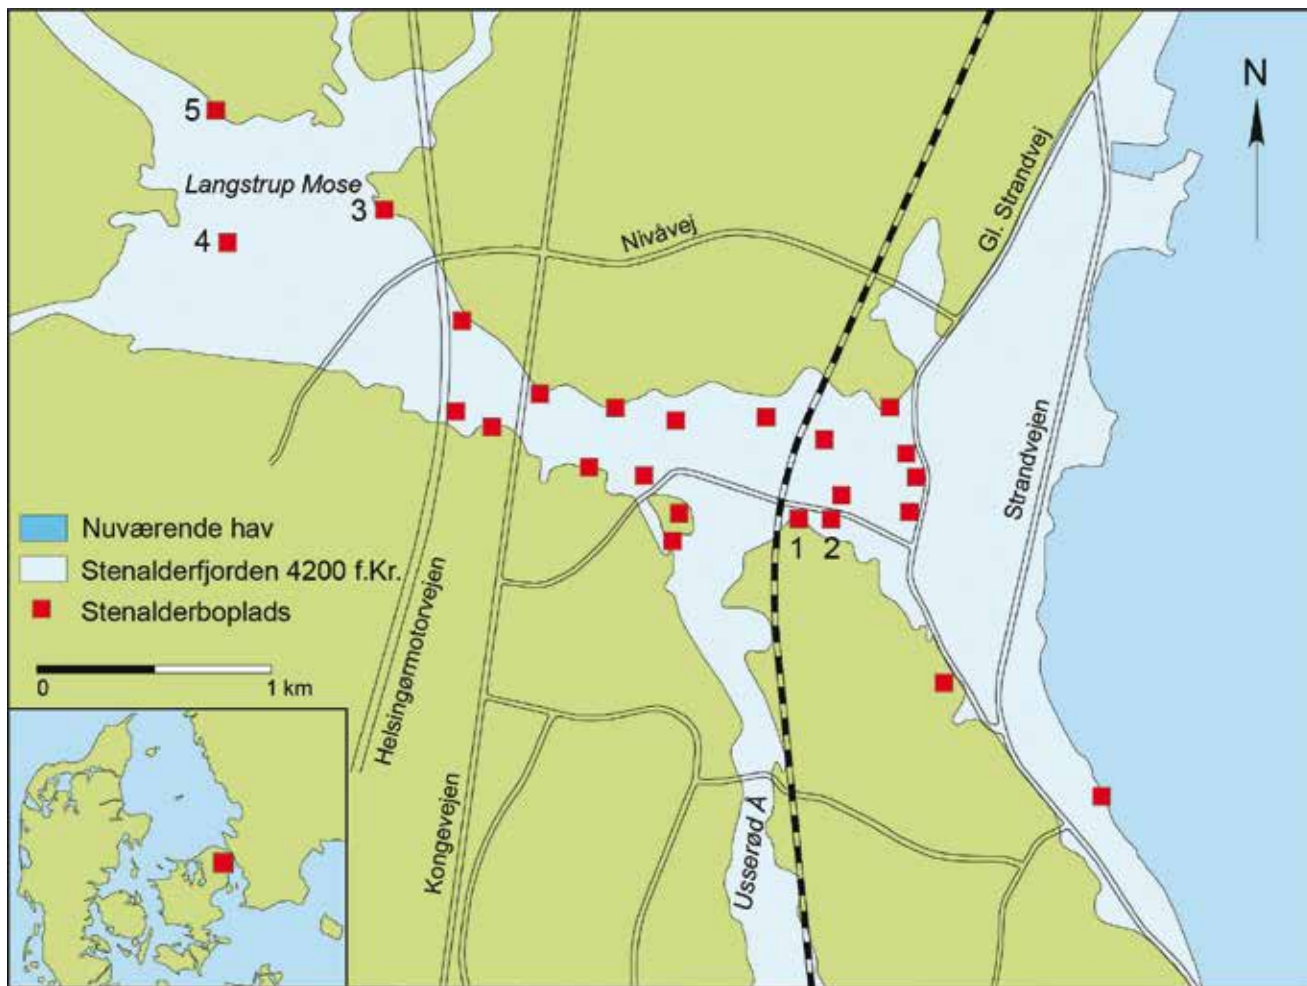 N
5
Langstrup Mose
3
4
Nivåvej
Gl. Strandvej
Strandvejen
1 2
Nuværende hav
Stenalderfjorden 4200 f.Kr.
Stenalderboplads
0 1 km
Helsingørmotorvejen
Kongevejen
Usserød Å